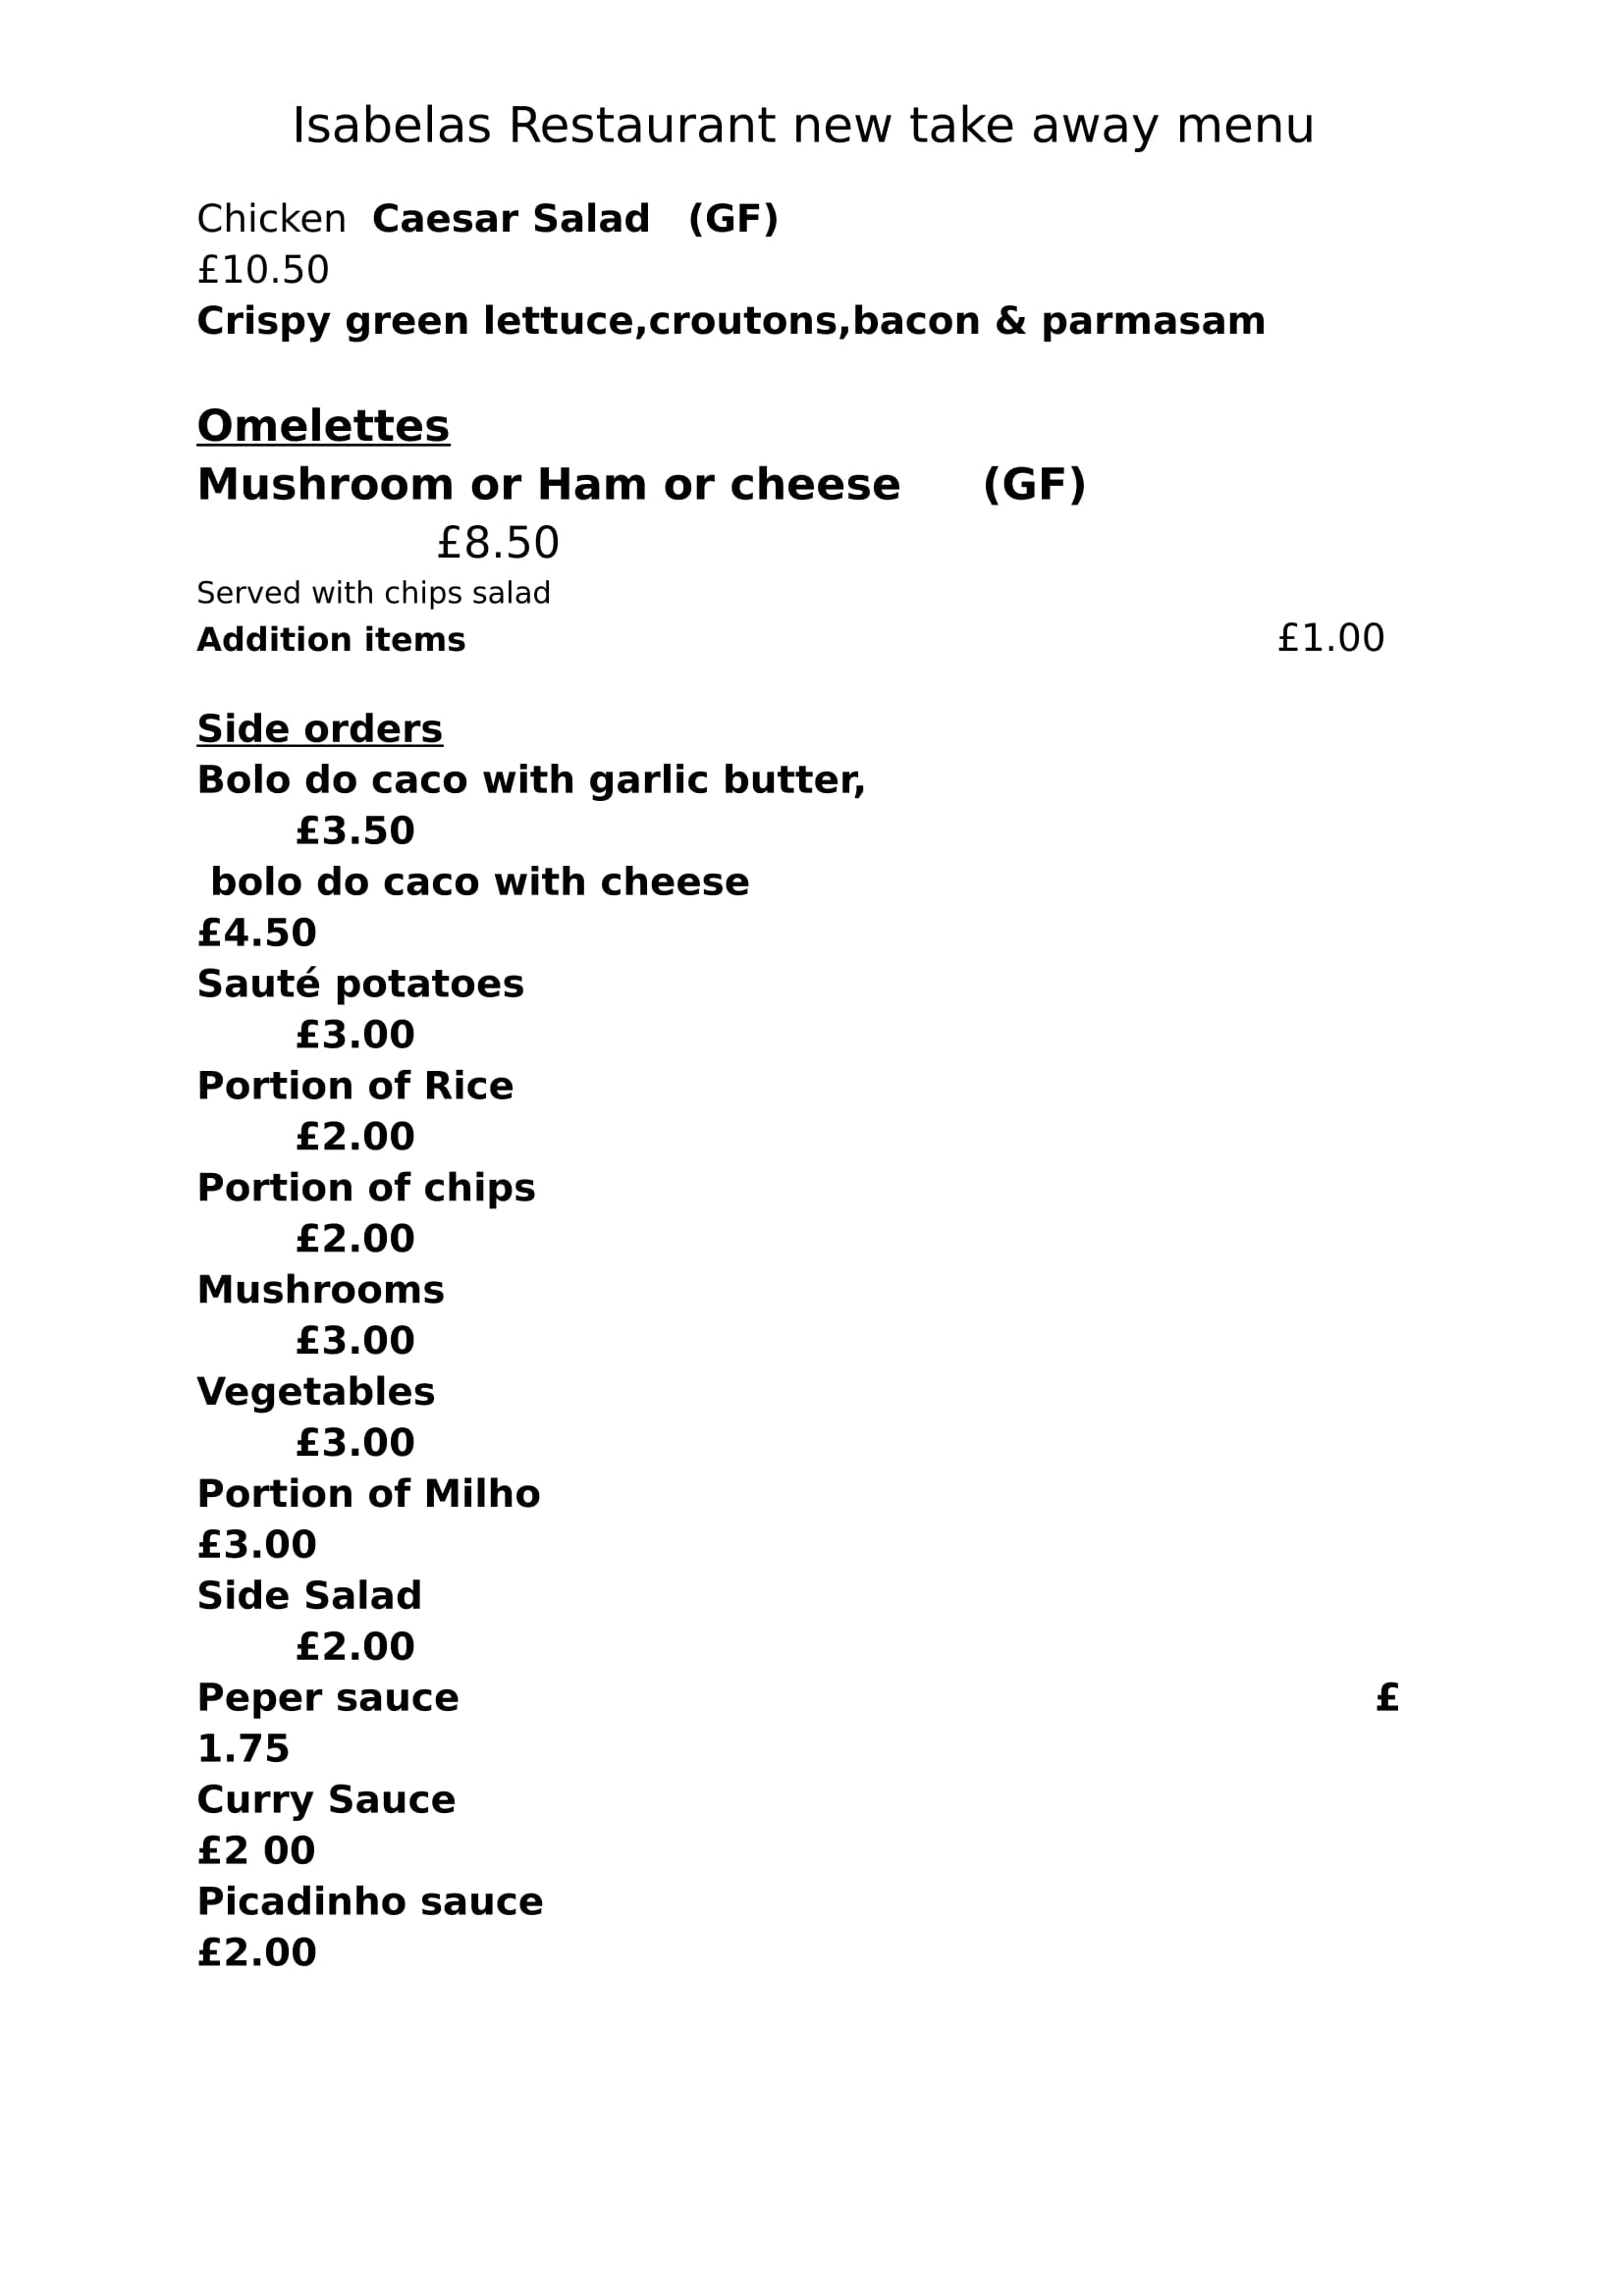 Isabelas Restaurant new take away menu
Chicken Caesar Salad (GF)
£10.50
Crispy green lettuce,croutons,bacon & parmasam
Omelettes
Mushroom or Ham or cheese (GF)
£8.50
Served with chips salad
Addition items £1.00
Side orders
Bolo do caco with garlic butter,
£3.50
bolo do caco with cheese
£4.50
Sauté potatoes
£3.00
Portion of Rice
£2.00
Portion of chips
£2.00
Mushrooms
£3.00
Vegetables
£3.00
Portion of Milho
£3.00
Side Salad
£2.00
Peper sauce £
1.75
Curry Sauce
£2 00
Picadinho sauce
£2.00